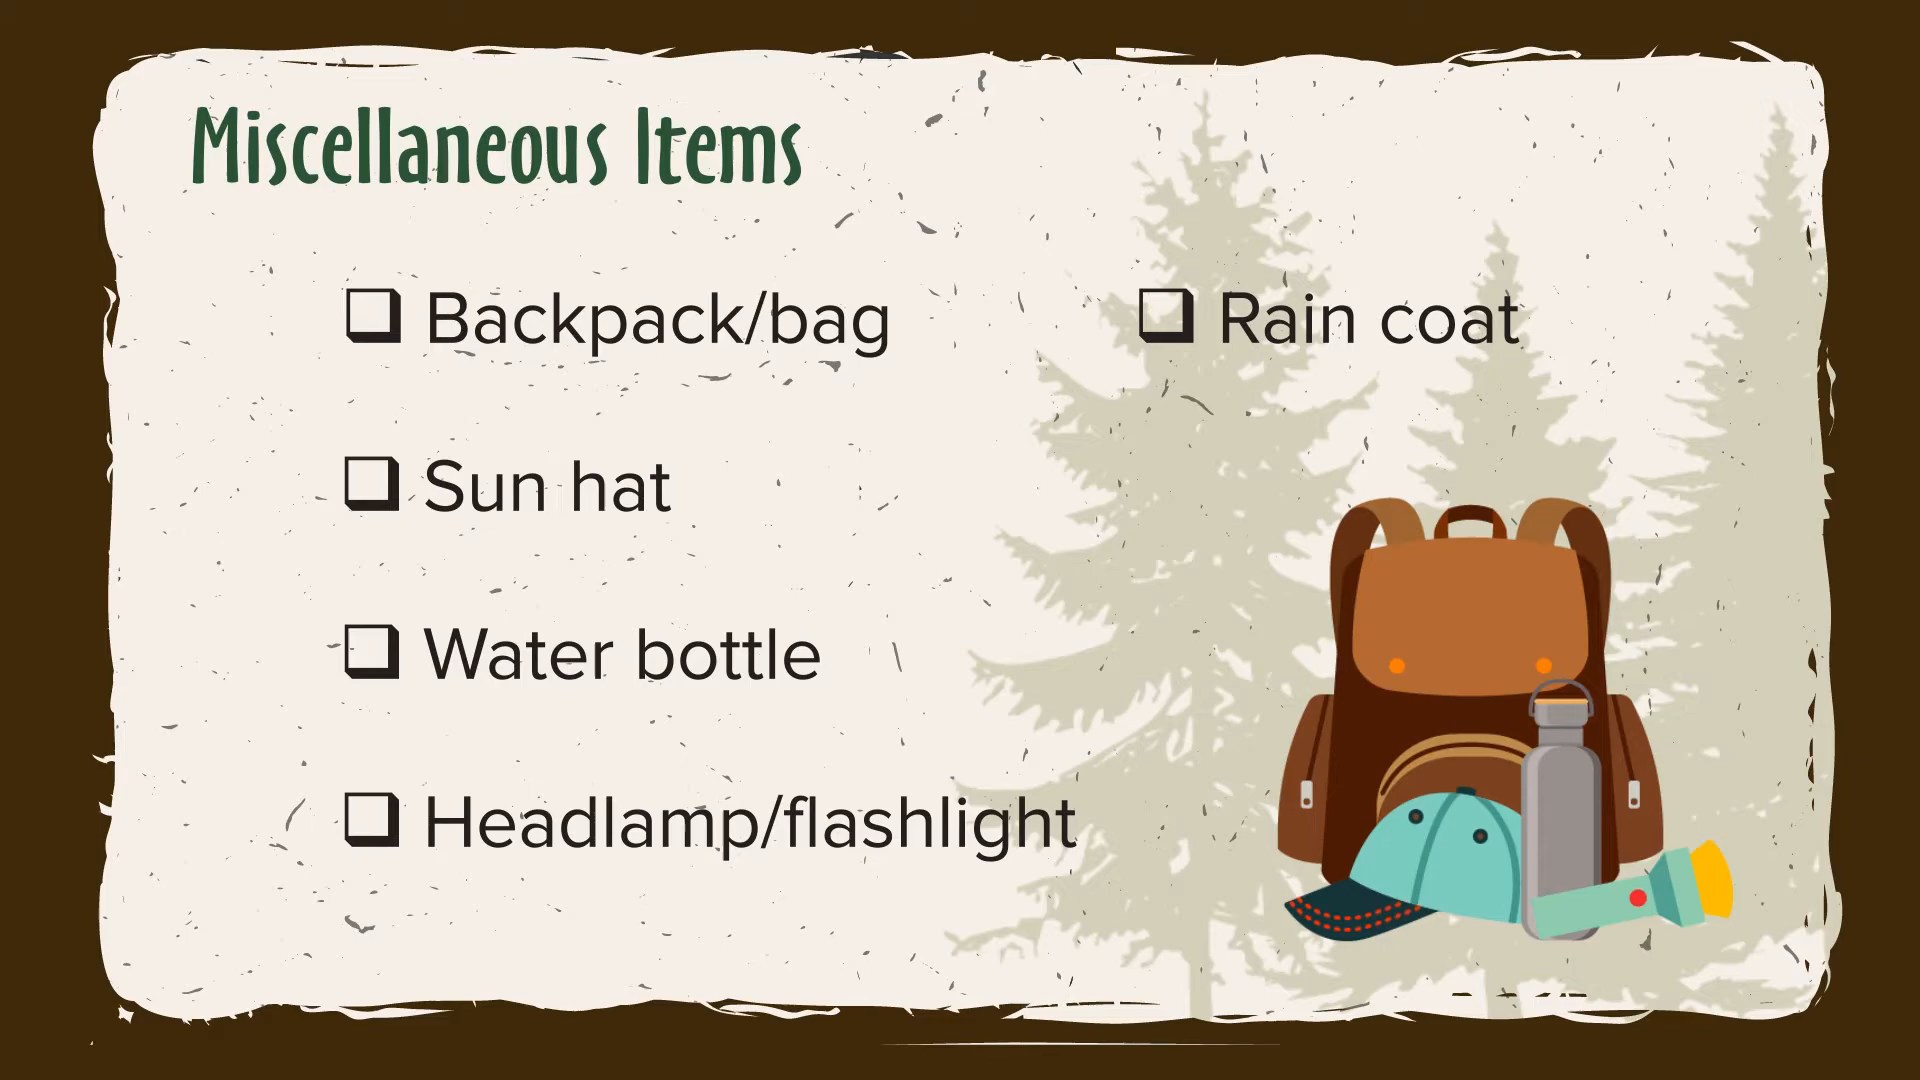 Miscellaneous Items
❑ Backpack/bag
❑ Sun hat
❑ Water bottle
❑ Headlamp/flashlight
❑ Rain coat